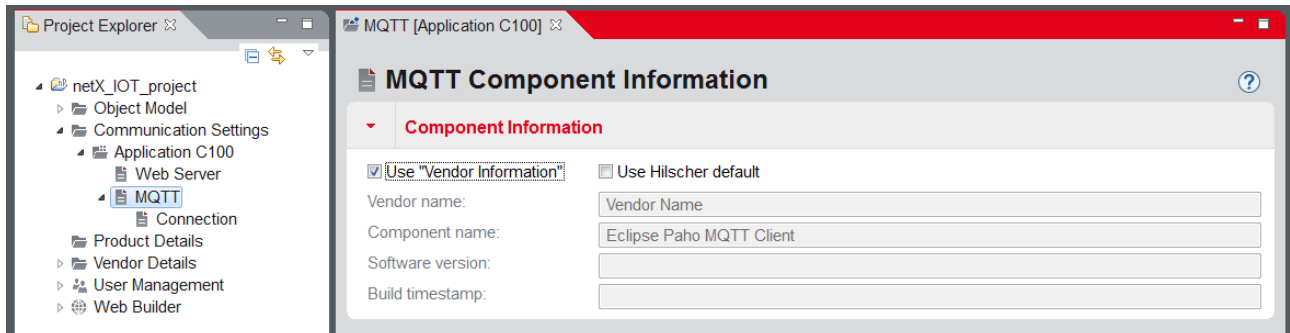 Project Explorer
netX_IOT_project
Object Model
Communication Settings
Application C100
Web Server
MQTT
Connection
Product Details
Vendor Details
User Management
Web Builder
MQTT [Application C100]
MQTT Component Information
?
Component Information
Use "Vendor Information" Use Hilscher default
Vendor name: Vendor Name
Component name: Eclipse Paho MQTT Client
Software version:
Build timestamp: